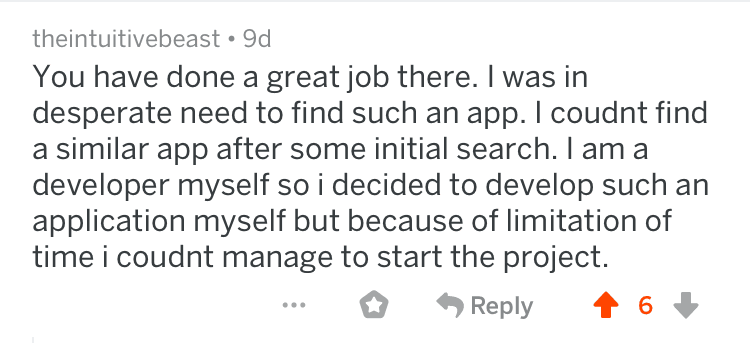 theintuitivebeast • 9d
You have done a great job there. I was in
desperate need to find such an app. I coudnt find
a similar app after some initial search. I am a
developer myself so i decided to develop such an
application myself but because of limitation of
time i coudnt manage to start the project.
... Reply 6